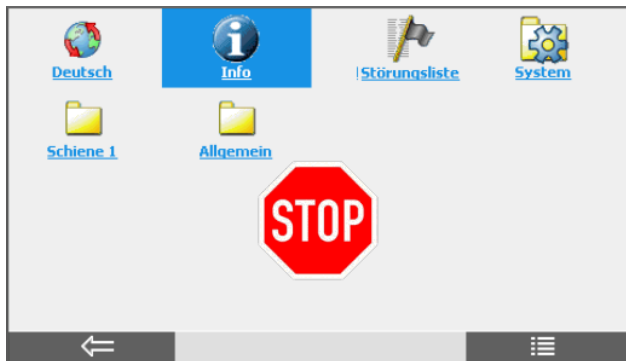 Deutsch
Info
Störungsliste
System
Schiene 1
Allgemein
STOP